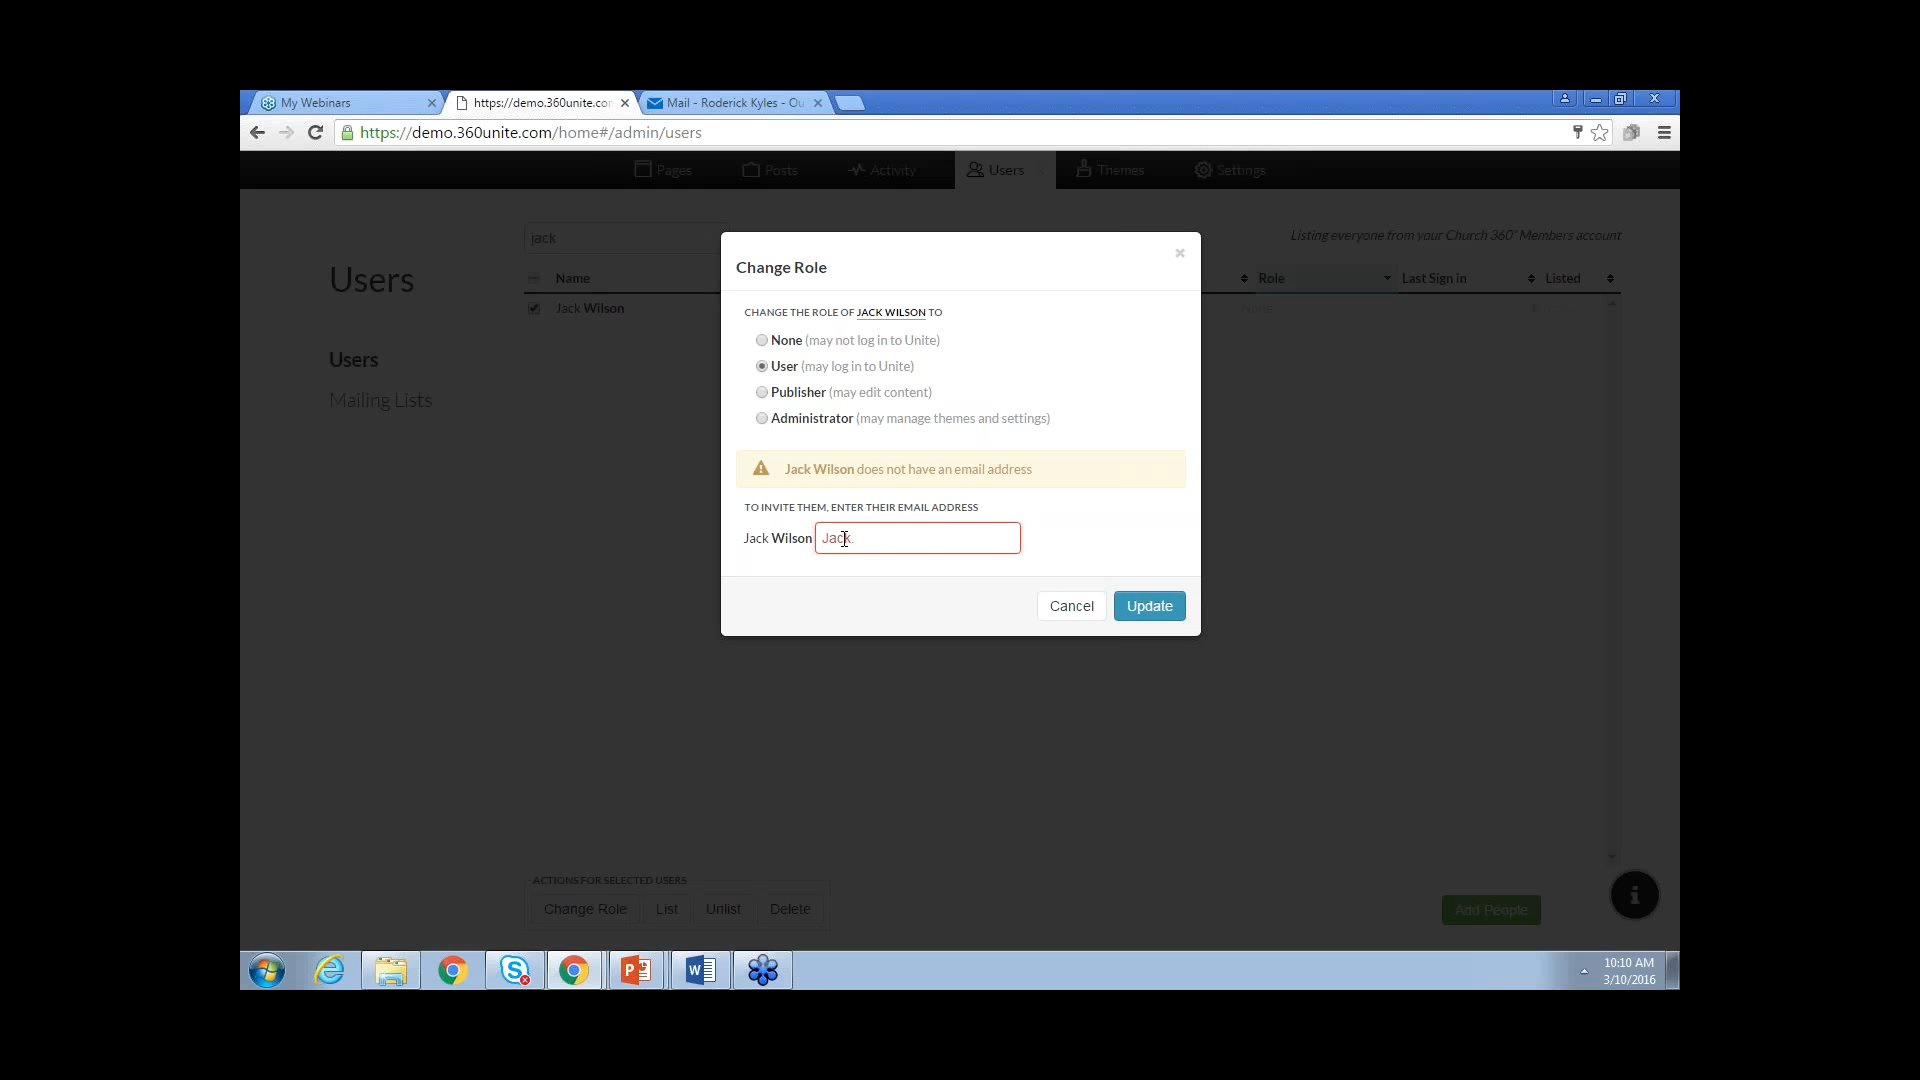 My Webinars
https://demo.360unite.com
Mail - Roderick Kyles - Ou
https://demo.360unite.com/home#/admin/users
Pages
Posts
Activity
Users
Themes
Settings
jack
Listing everyone from your Church 360° Members account
Users
Name
Role
Last Sign in
Listed
Jack Wilson
None
Users
Mailing Lists
Change Role
CHANGE THE ROLE OF JACK WILSON TO
None (may not log in to Unite)
User (may log in to Unite)
Publisher (may edit content)
Administrator (may manage themes and settings)
Jack Wilson does not have an email address
TO INVITE THEM, ENTER THEIR EMAIL ADDRESS
Jack Wilson
Jack.
Cancel
Update
ACTIONS FOR SELECTED USERS
Change Role
List
Unlist
Delete
Add People
10:10 AM
3/10/2016